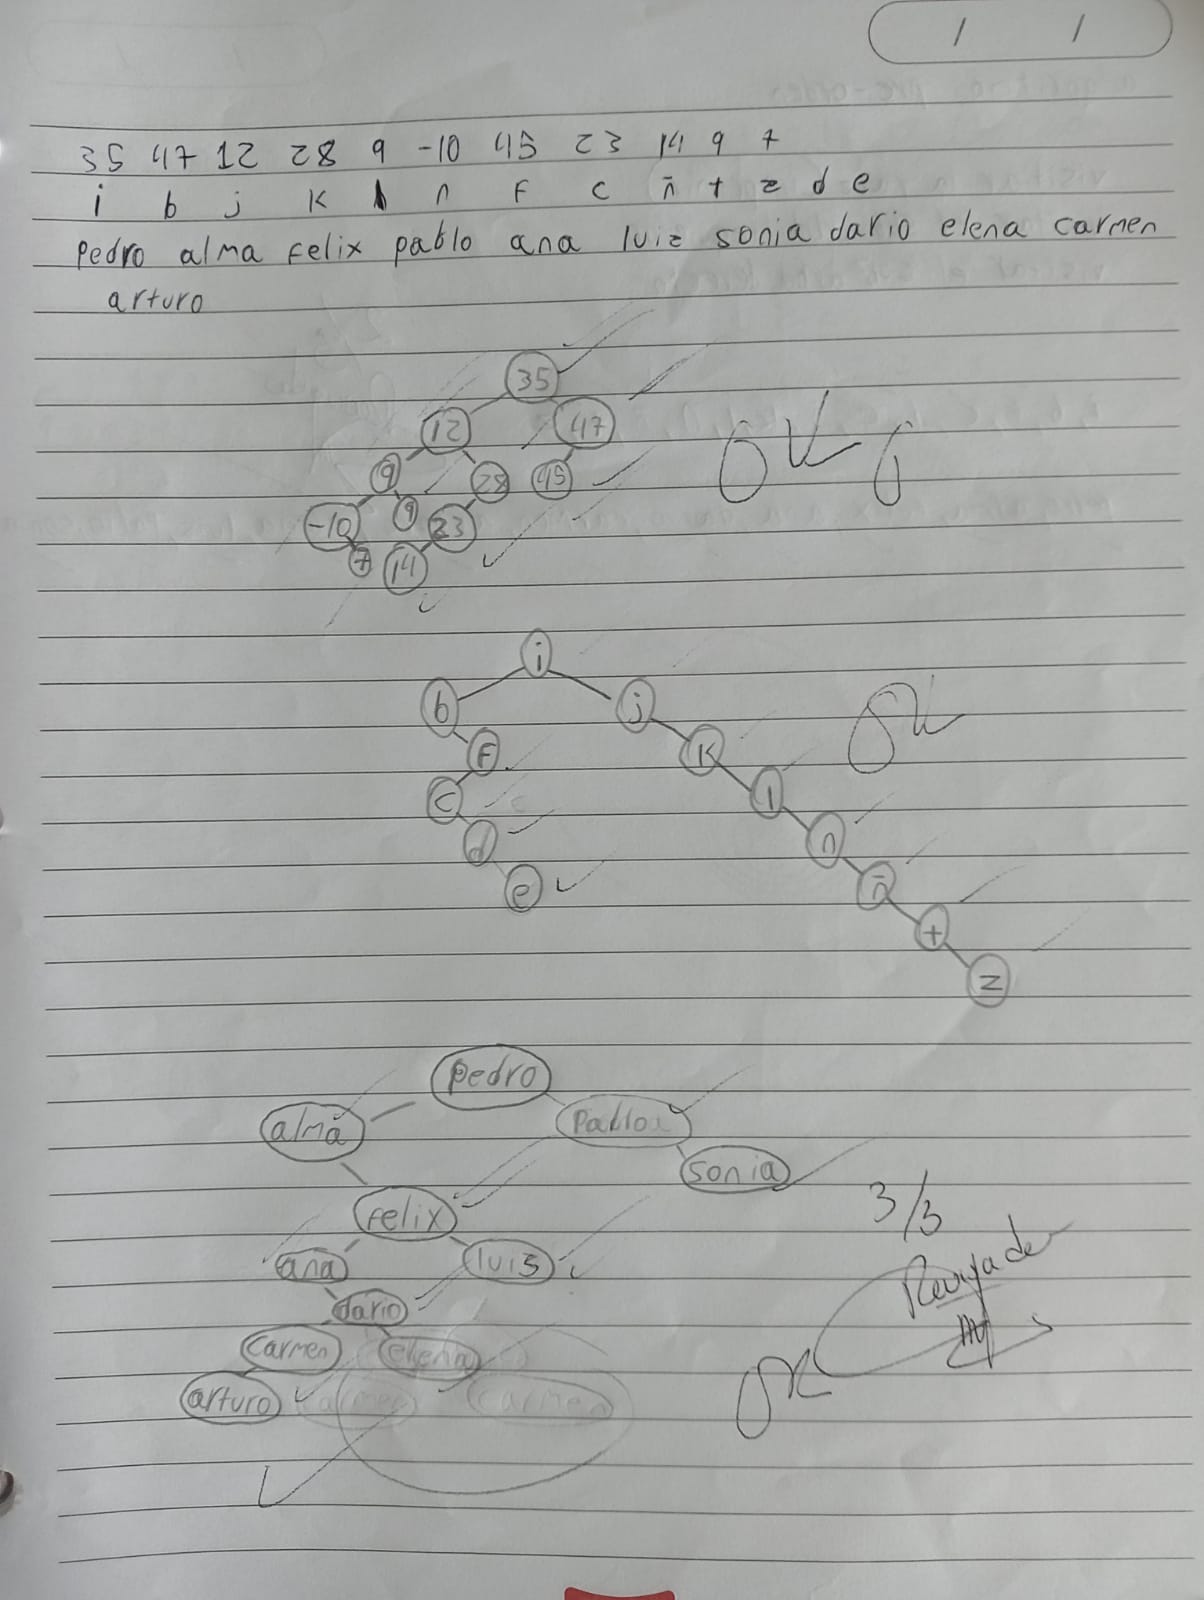 / /
35 47 12 28 9 -10 45 23 14 9 7
i b j K l n F c ñ t z d e
Pedro alma Felix pablo ana luiz sonia dario elena carmen
arturo
35
12 47
9 28 45
-10 9 23
7 14
OK
i
b j
F K
c l
d n
e ñ
t
z
OK
Pedro
alma Pablo
sonia
felix
ana luis
dario
Carmen elena
arturo carmen
3/3
OK